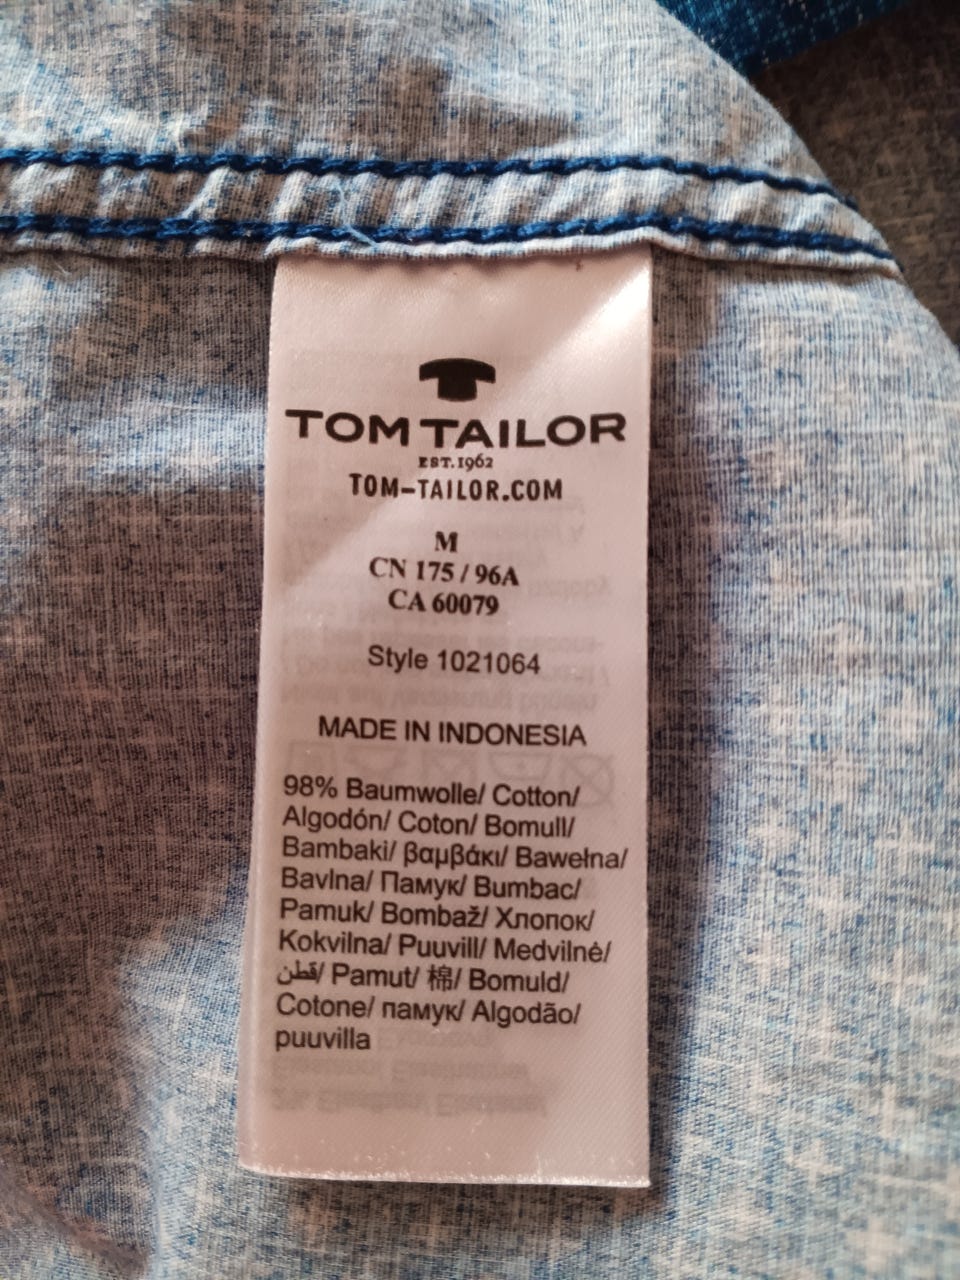 TOM TAILOR
EST. 1962
TOM-TAILOR.COM
M
CN 175 / 96A
CA 60079
Style 1021064
MADE IN INDONESIA
98% Baumwolle/ Cotton/
Algodón/ Coton/ Bomull/
Bambaki/ βαμβάκι/ Bawełna/
Bavlna/ Памук/ Bumbac/
Pamuk/ Bombaž/ Хлопок/
Kokvilna/ Puuvill/ Medvilnė/
قطن/ Pamut/ 棉/ Bomuld/
Cotone/ памук/ Algodão/
puuvilla